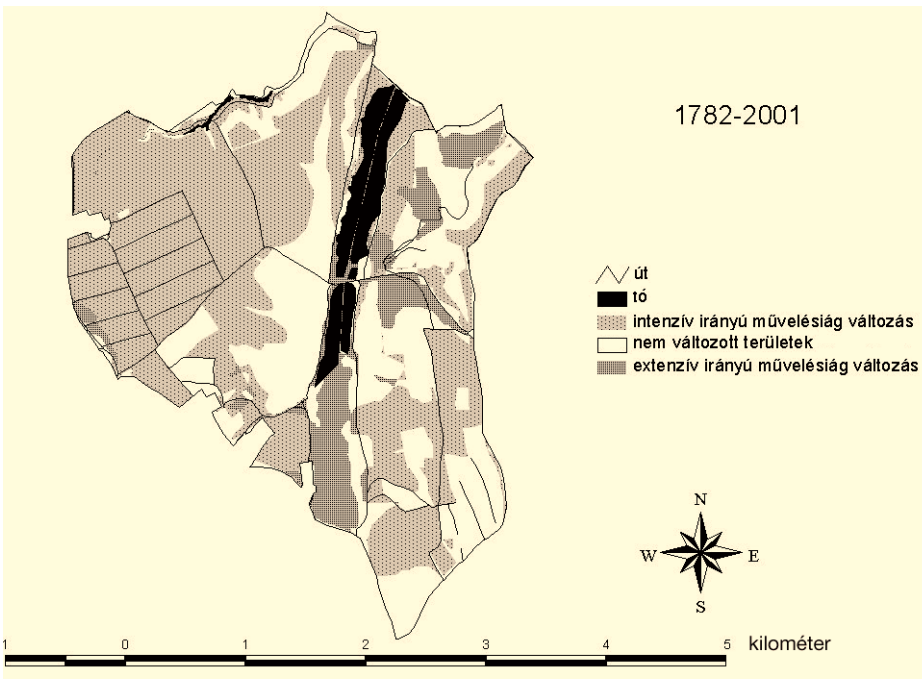 1782-2001
út
tó
intenzív irányú művelésiág változás
nem változott területek
extenzív irányú művelésiág változás
N
W E
S
1 0 1 2 3 4 5 kilométer